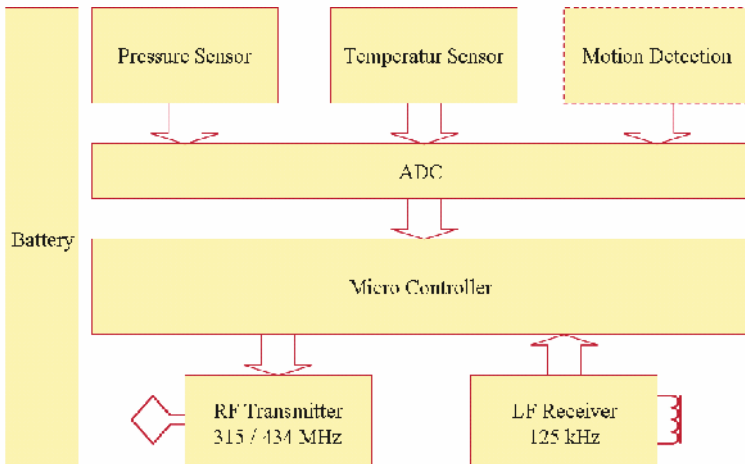 Pressure Sensor
Temperatur Sensor
Motion Detection
ADC
Battery
Micro Controller
RF Transmitter
315 / 434 MHz
LF Receiver
125 kHz